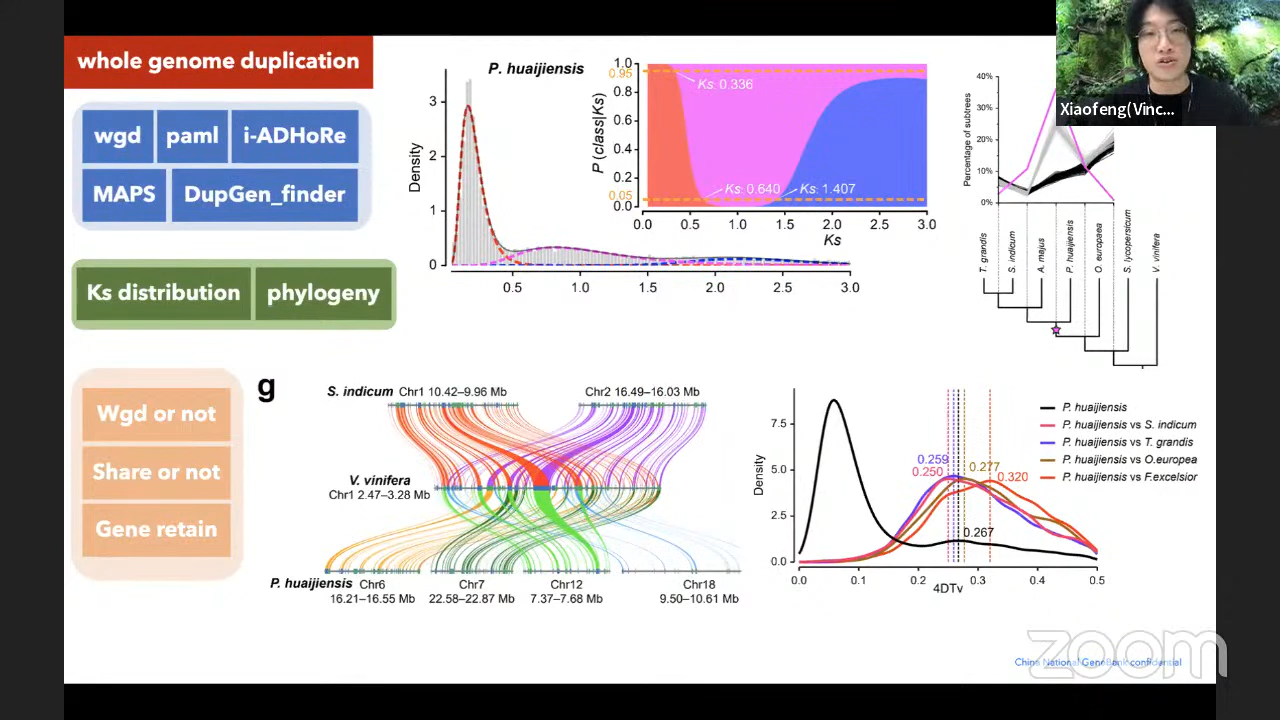 whole genome duplication
wgd
paml
i-ADHoRe
MAPS
DupGen_finder
Ks distribution
phylogeny
Wgd or not
Share or not
Gene retain
P. huaijiensis
Density
3
2
1
0
0.5
1.0
1.5
2.0
2.5
3.0
P (class|Ks)
1.0
0.95
0.8
0.6
0.4
0.2
0.05
0.0
Ks: 0.336
Ks: 0.640
Ks: 1.407
0.0
0.5
1.0
1.5
2.0
2.5
3.0
Ks
Xiaofeng(Vinc...
Percentage of subtrees
40%
30%
20%
10%
0%
T. grandis
S. indicum
A. majus
P. huaijiensis
O. europaea
S. lycopersicum
V. vinifera
g
S. indicum Chr1 10.42–9.96 Mb
Chr2 16.49–16.03 Mb
V. vinifera
Chr1 2.47–3.28 Mb
P. huaijiensis Chr6
16.21–16.55 Mb
Chr7
22.58–22.87 Mb
Chr12
7.37–7.68 Mb
Chr18
9.50–10.61 Mb
Density
7.5
5.0
2.5
0.0
0.259
0.250
0.277
0.320
0.267
0.0
0.1
0.2
0.3
0.4
0.5
4DTv
P. huaijiensis
P. huaijiensis vs S. indicum
P. huaijiensis vs T. grandis
P. huaijiensis vs O.europea
P. huaijiensis vs F.excelsior
zoom
China National GeneBank confidential